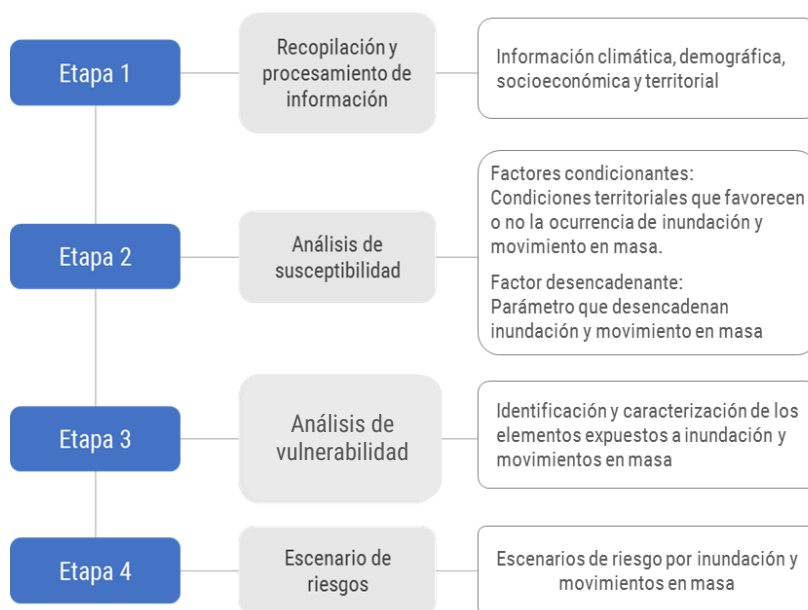 Etapa 1
Recopilación y
procesamiento de
información
Información climática, demográfica,
socioeconómica y territorial
Etapa 2
Análisis de
susceptibilidad
Factores condicionantes:
Condiciones territoriales que favorecen
o no la ocurrencia de inundación y
movimiento en masa.
Factor desencadenante:
Parámetro que desencadenan
inundación y movimiento en masa
Etapa 3
Análisis de
vulnerabilidad
Identificación y caracterización de los
elementos expuestos a inundación y
movimientos en masa
Etapa 4
Escenario de
riesgos
Escenarios de riesgo por inundación y
movimientos en masa